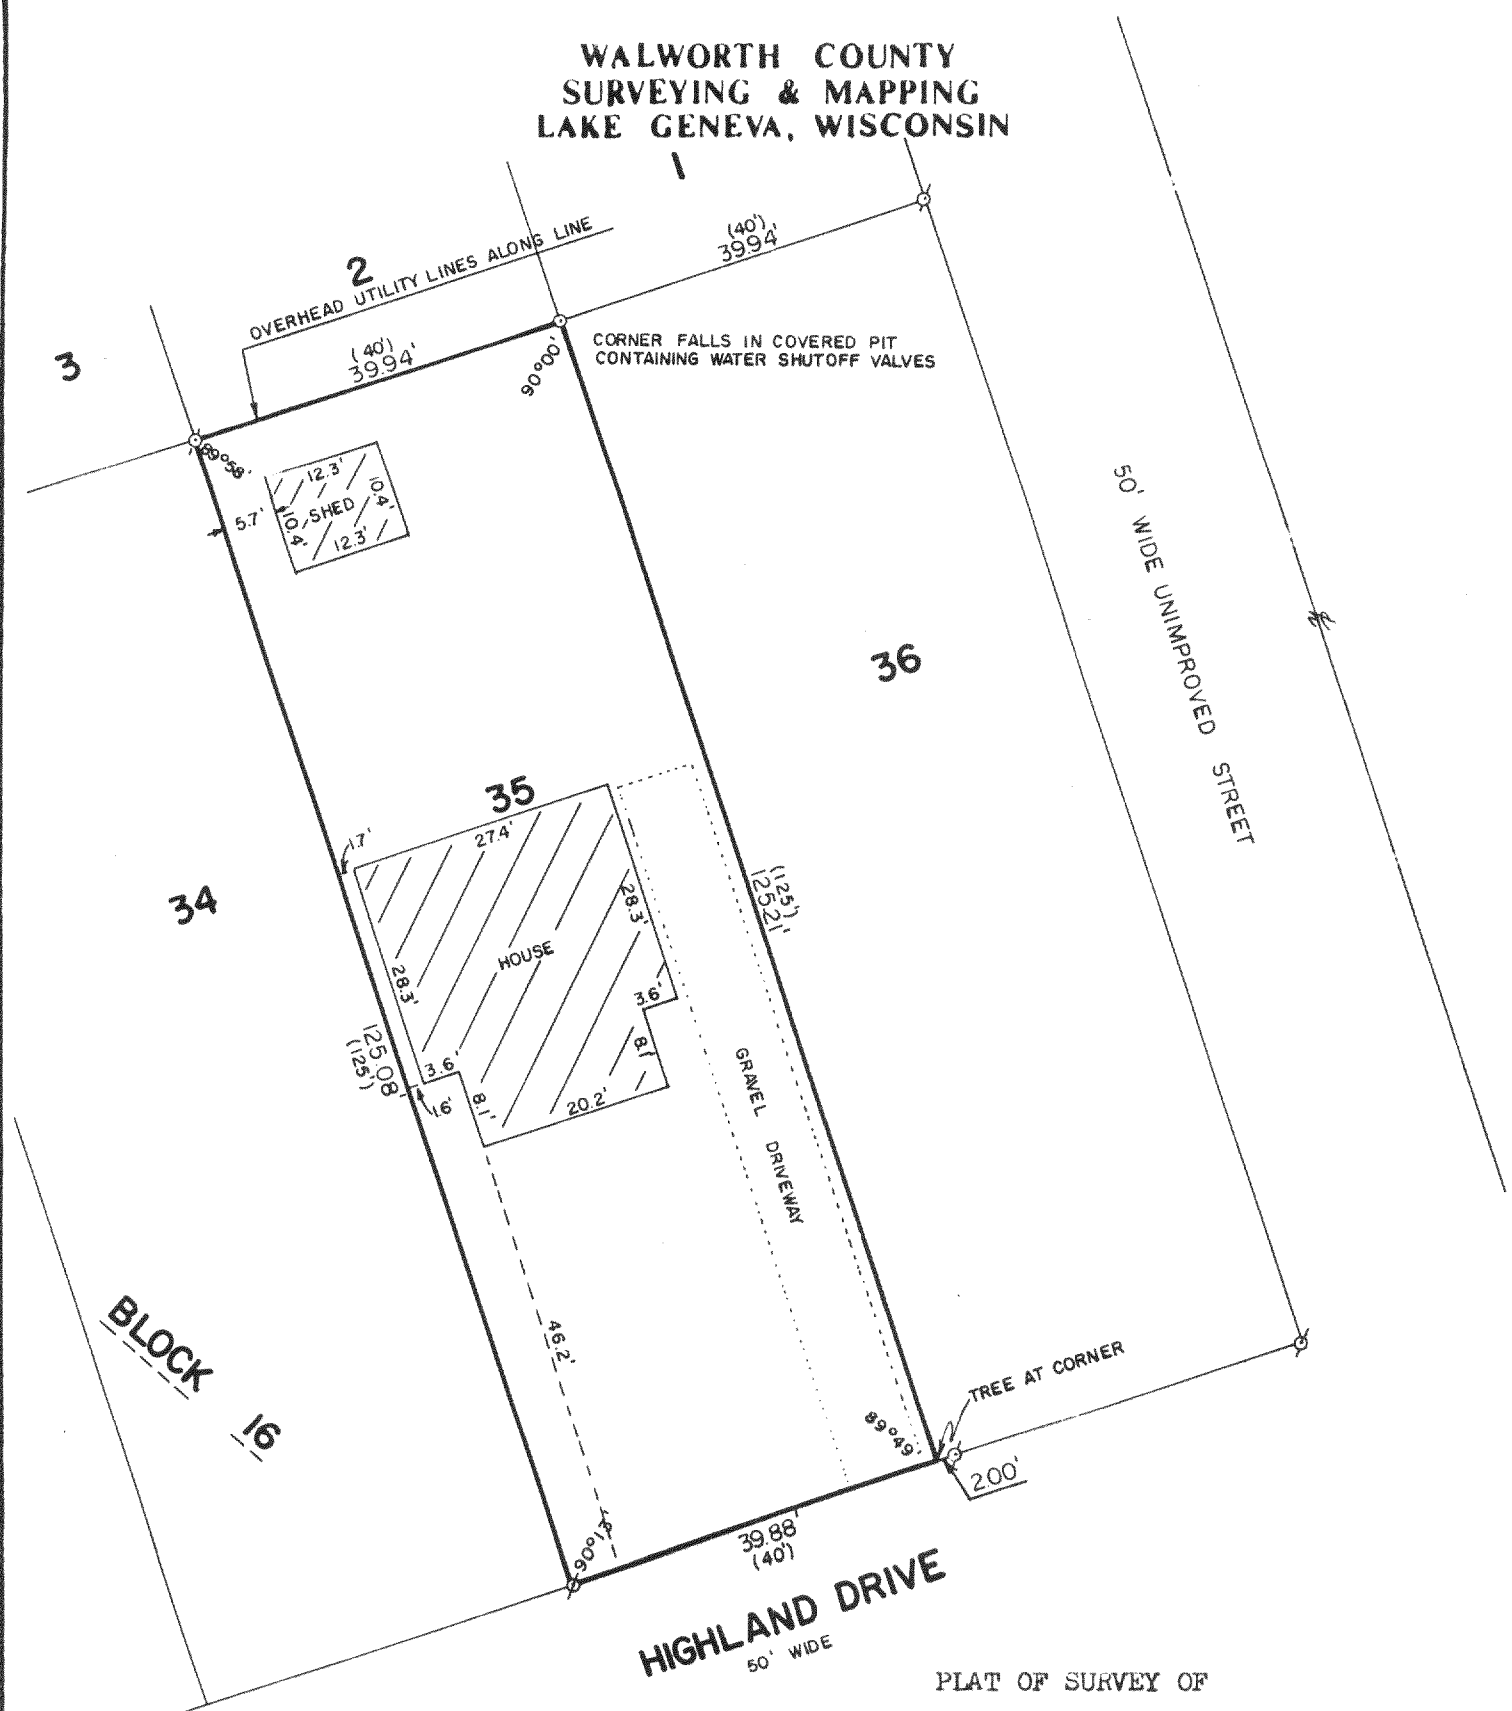 WALWORTH COUNTY
SURVEYING & MAPPING
LAKE GENEVA, WISCONSIN
1
2
OVERHEAD UTILITY LINES ALONG LINE
(40')
39.94'
3
(40')
39.94'
CORNER FALLS IN COVERED PIT
CONTAINING WATER SHUTOFF VALVES
90°00'
89°58'
12.3'
10.4'
SHED
10.4'
12.3'
5.7'
50' WIDE UNIMPROVED STREET
36
35
34
1.7'
27.4'
28.3'
HOUSE
28.3'
3.6'
8.1'
3.6'
8.1'
20.2'
1.6'
(125')
125.21'
125.08
(125')
GRAVEL DRIVEWAY
46.2'
BLOCK
16
TREE AT CORNER
89°49'
2.00'
90°13'
39.88'
(40')
HIGHLAND DRIVE
50' WIDE
PLAT OF SURVEY OF